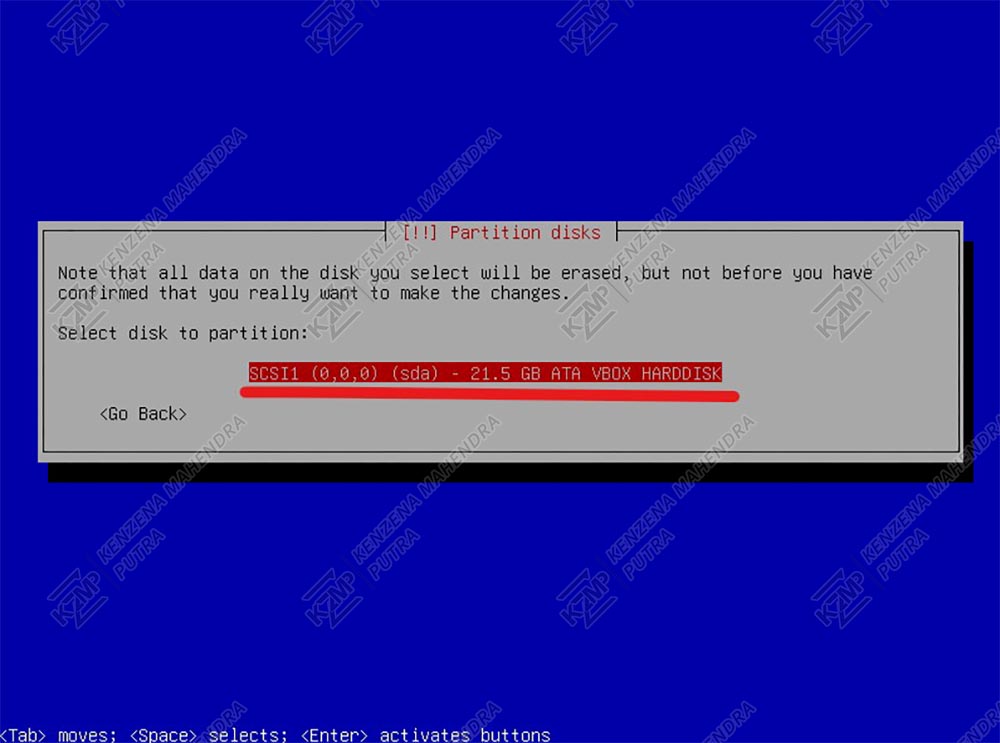 [!!] Partition disks
Note that all data on the disk you select will be erased, but not before you have
confirmed that you really want to make the changes.
Select disk to partition:
SCSI1 (0,0,0) (sda) - 21.5 GB ATA VBOX HARDDISK
<Go Back>
<Tab> moves; <Space> selects; <Enter> activates buttons
KZMP
KENZENA MAHENDRA
PUTRA